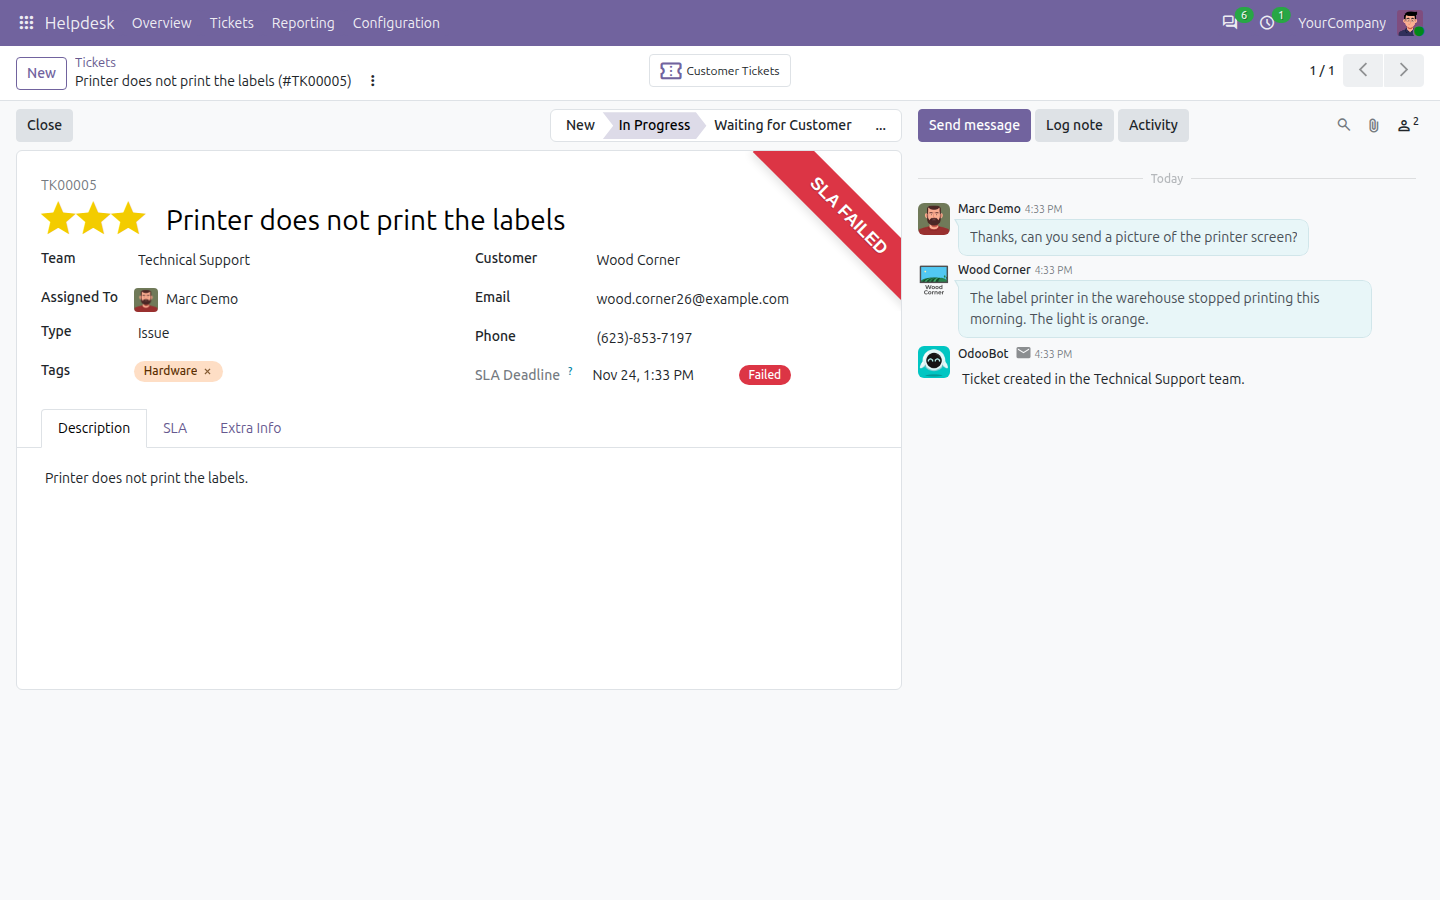 Helpdesk Overview Tickets Reporting Configuration 6 1 YourCompany
New
Tickets
Printer does not print the labels (#TK00005)
Customer Tickets
1 / 1
Close
New In Progress Waiting for Customer ...
Send message Log note Activity 2
TK00005
Printer does not print the labels
SLA FAILED
Team Technical Support
Assigned To Marc Demo
Type Issue
Tags Hardware ×
Customer Wood Corner
Email wood.corner26@example.com
Phone (623)-853-7197
SLA Deadline ? Nov 24, 1:33 PM Failed
Description SLA Extra Info
Printer does not print the labels.
Today
Marc Demo 4:33 PM
Thanks, can you send a picture of the printer screen?
Wood Corner 4:33 PM
Wood
Corner
The label printer in the warehouse stopped printing this
morning. The light is orange.
OdooBot 4:33 PM
Ticket created in the Technical Support team.